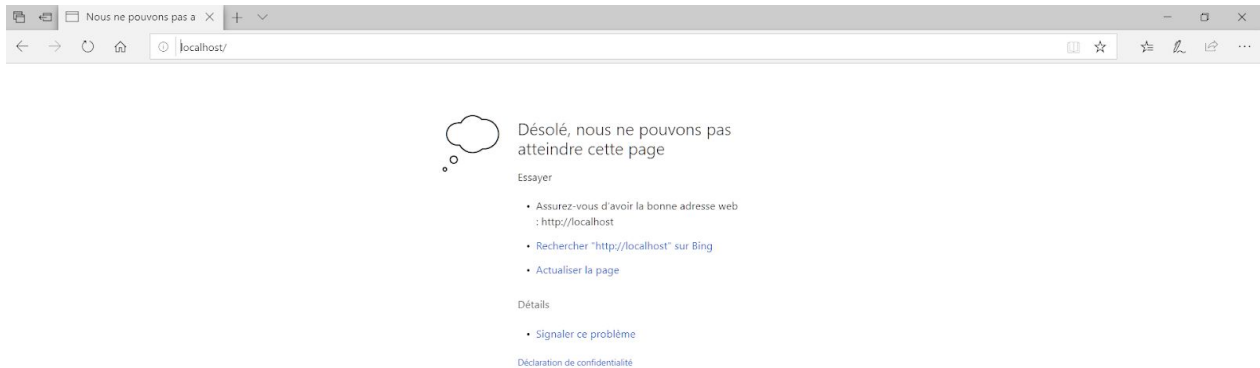 Nous ne pouvons pas a
localhost/
Désolé, nous ne pouvons pas
atteindre cette page
Essayer
• Assurez-vous d'avoir la bonne adresse web
: http://localhost
• Rechercher "http://localhost" sur Bing
• Actualiser la page
Détails
• Signaler ce problème
Déclaration de confidentialité